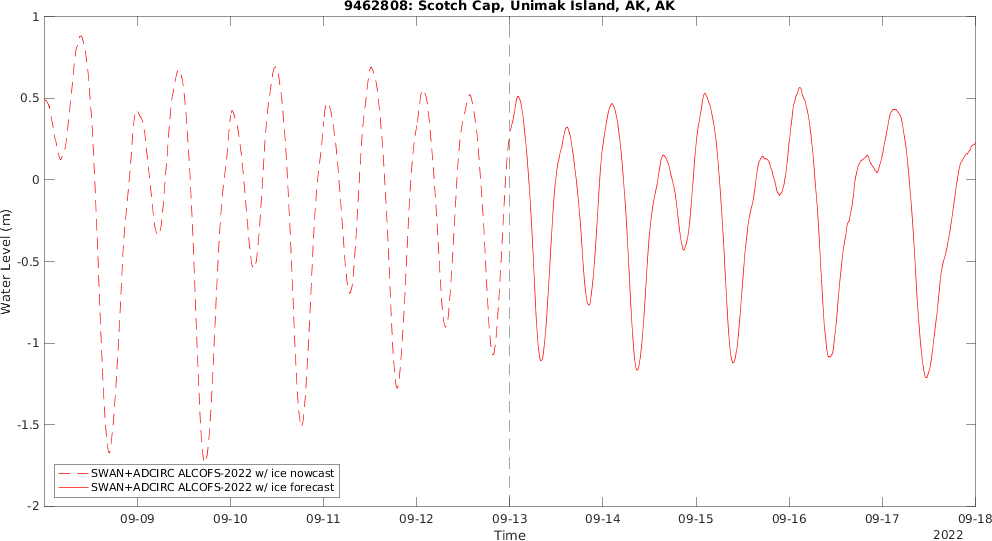 9462808: Scotch Cap, Unimak Island, AK, AK
Water Level (m)
1
0.5
0
-0.5
-1
-1.5
-2
SWAN+ADCIRC ALCOFS-2022 w/ ice nowcast
SWAN+ADCIRC ALCOFS-2022 w/ ice forecast
09-09 09-10 09-11 09-12 09-13 09-14 09-15 09-16 09-17 09-18
Time
2022